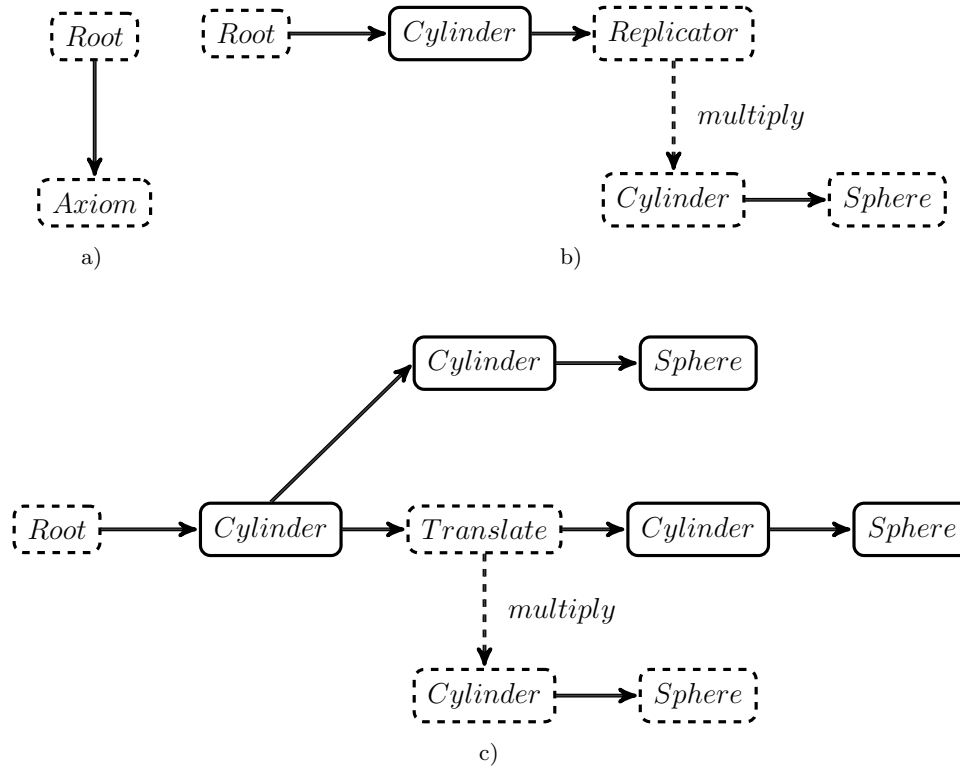 Root
Axiom
a)
Root Cylinder Replicator
multiply
Cylinder Sphere
b)
Cylinder Sphere
Root Cylinder Translate Cylinder Sphere
multiply
Cylinder Sphere
c)